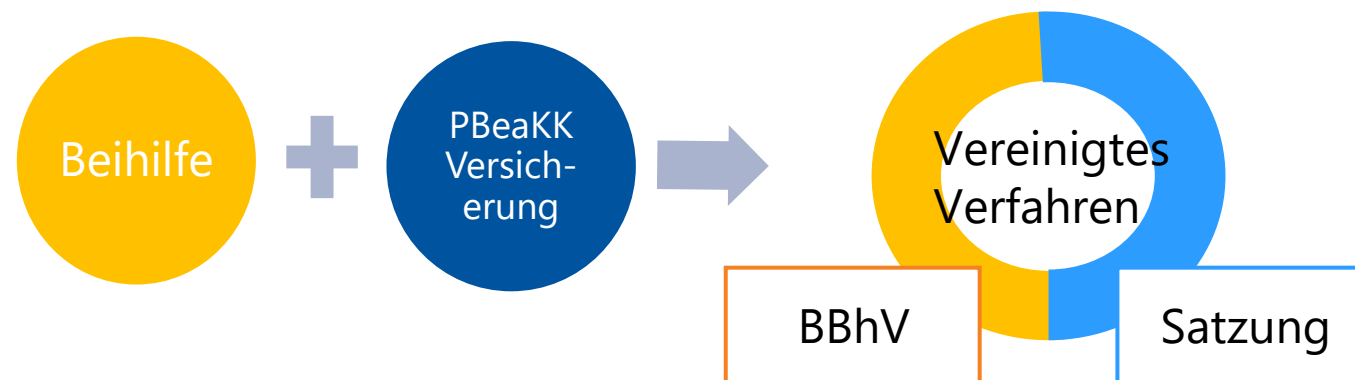 Beihilfe
PBeaKK
Versich-
erung
Vereinigtes
Verfahren
BBhV
Satzung